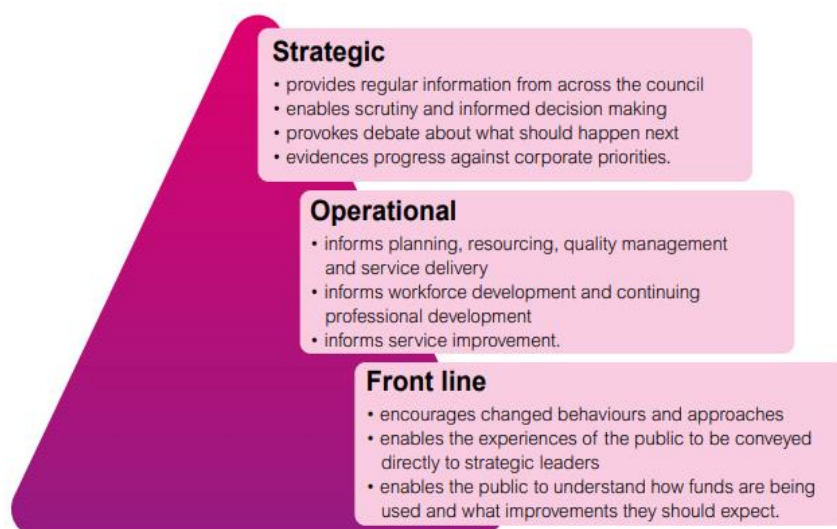 Strategic
• provides regular information from across the council
• enables scrutiny and informed decision making
• provokes debate about what should happen next
• evidences progress against corporate priorities.
Operational
• informs planning, resourcing, quality management
and service delivery
• informs workforce development and continuing
professional development
• informs service improvement.
Front line
• encourages changed behaviours and approaches
• enables the experiences of the public to be conveyed
directly to strategic leaders
• enables the public to understand how funds are being
used and what improvements they should expect.